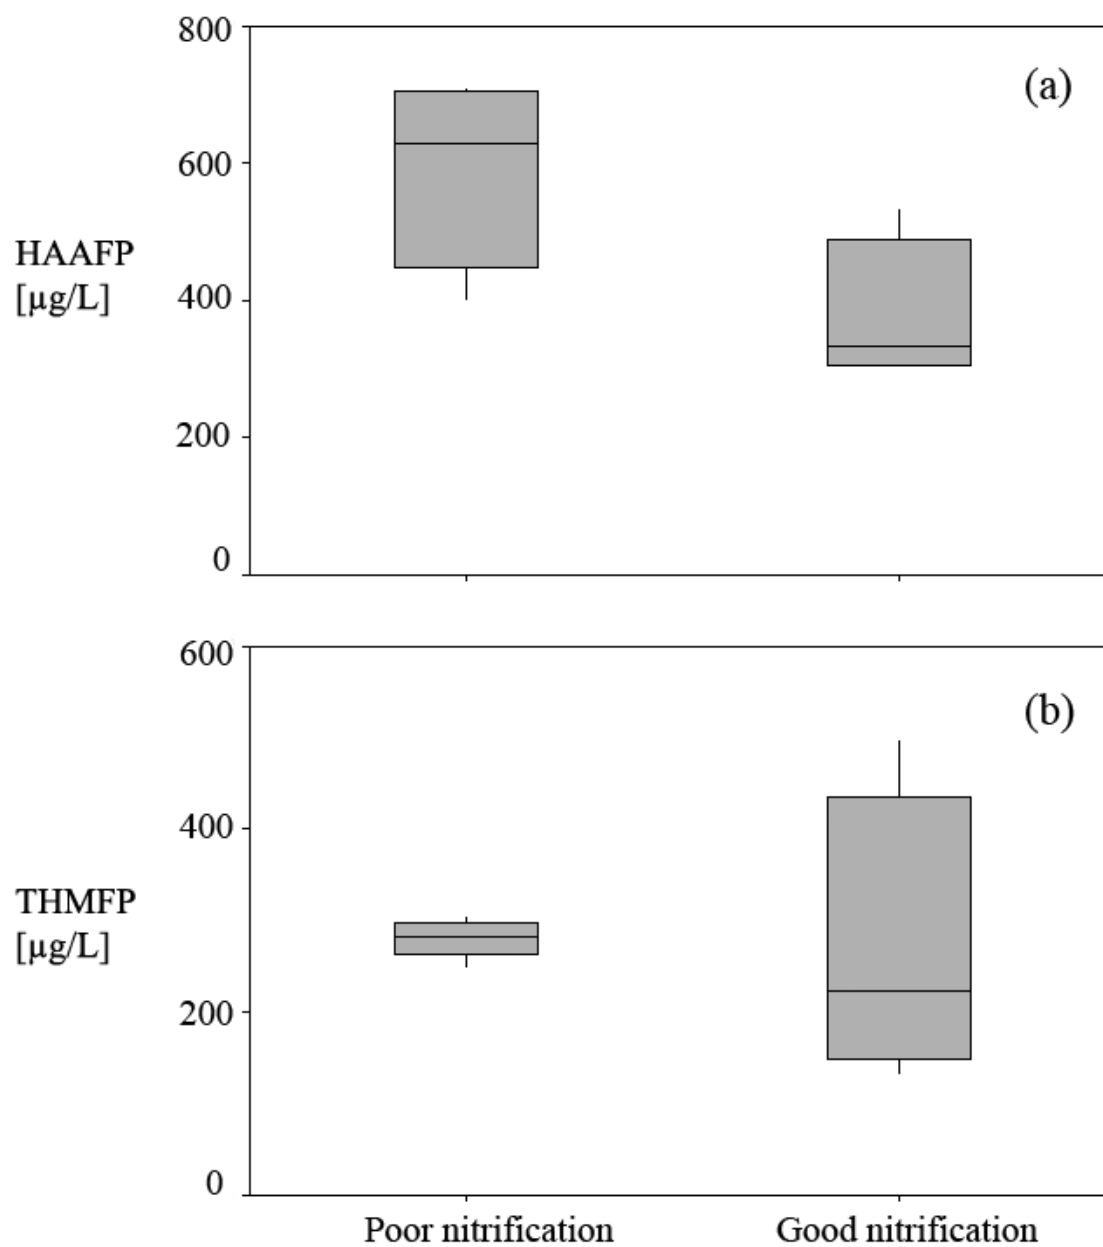 800
(a)
600
HAAFP
[µg/L]
400
200
0
600
(b)
400
THMFP
[µg/L]
200
0
Poor nitrification
Good nitrification